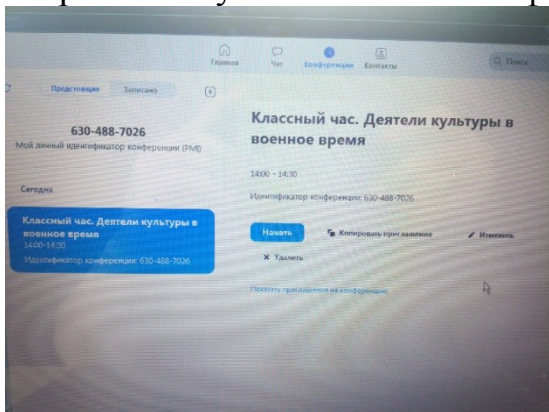 Главная Чат Конференции Контакты Поиск
Предстоящие Записано
630-488-7026
Мой личный идентификатор конференции (PMI)
Сегодня
Классный час. Деятели культуры в
военное время
14:00-14:30
Идентификатор конференции: 630-488-7026
Классный час. Деятели культуры в
военное время
14:00 - 14:30
Идентификатор конференции: 630-488-7026
Начать Копировать приглашение Изменить
Удалить
Показать приглашение на конференцию